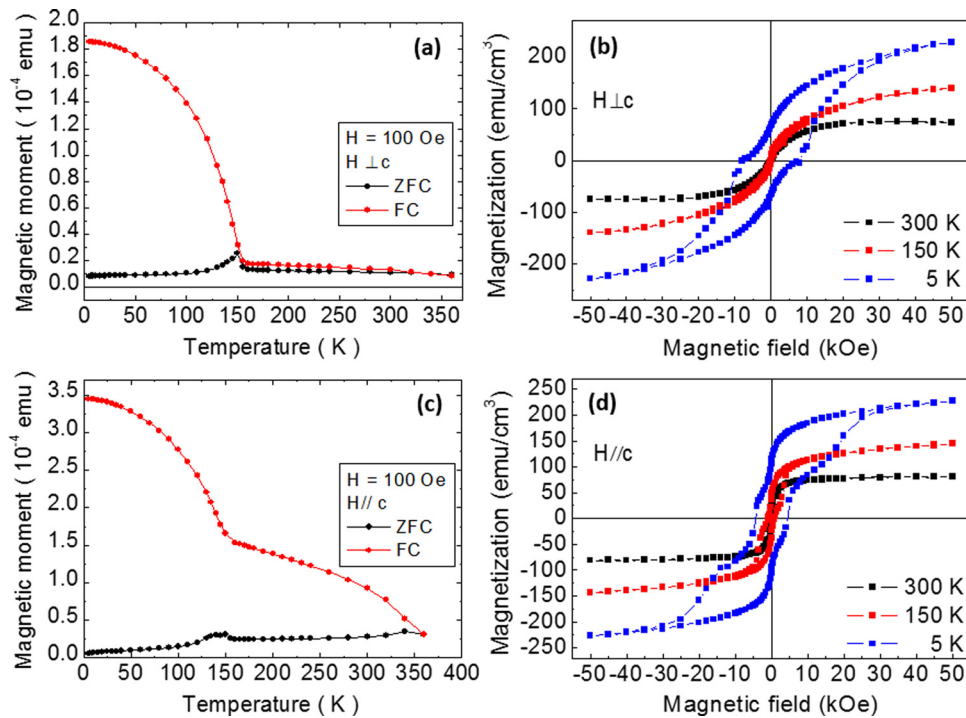 (a)
Magnetic moment ( 10⁻⁴ emu)
2.0
1.8
1.6
1.4
1.2
1.0
0.8
0.6
0.4
0.2
0.0
H = 100 Oe
H ⊥c
ZFC
FC
0 50 100 150 200 250 300 350
Temperature ( K )
(b)
Magnetization (emu/cm³)
200
100
0
-100
-200
H⊥c
300 K
150 K
5 K
-50 -40 -30 -20 -10 0 10 20 30 40 50
Magnetic field (kOe)
(c)
Magnetic moment ( 10⁻⁴ emu)
3.5
3.0
2.5
2.0
1.5
1.0
0.5
0.0
H = 100 Oe
H// c
ZFC
FC
0 50 100 150 200 250 300 350 400
Temperature ( K )
(d)
Magnetization (emu/cm³)
250
200
150
100
50
0
-50
-100
-150
-200
-250
H//c
300 K
150 K
5 K
-50 -40 -30 -20 -10 0 10 20 30 40 50
Magnetic field (kOe)